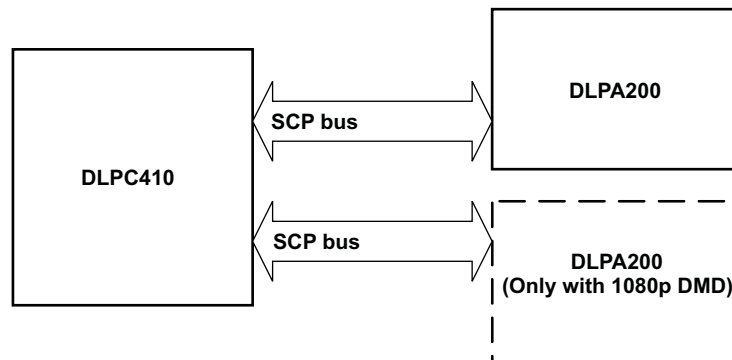 DLPC410
SCP bus
DLPA200
SCP bus
DLPA200
(Only with 1080p DMD)